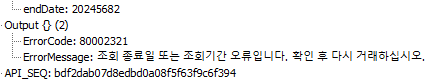 endDate: 20245682
Output {} (2)
ErrorCode: 80002321
ErrorMessage: 조회 종료일 또는 조회기간 오류입니다. 확인 후 다시 거래하십시오.
API_SEQ: bdf2dab07d8edbd0a08f5f63f9c6f394